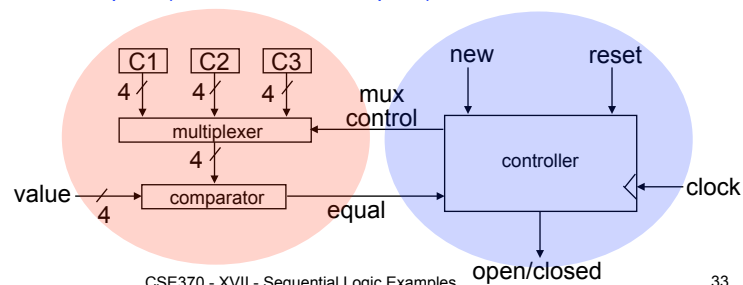 C1 C2 C3
new reset
4 4 4
mux
control
multiplexer
controller
4
value
4
comparator
equal
clock
open/closed
CSE370 - XVII - Sequential Logic Examples 33